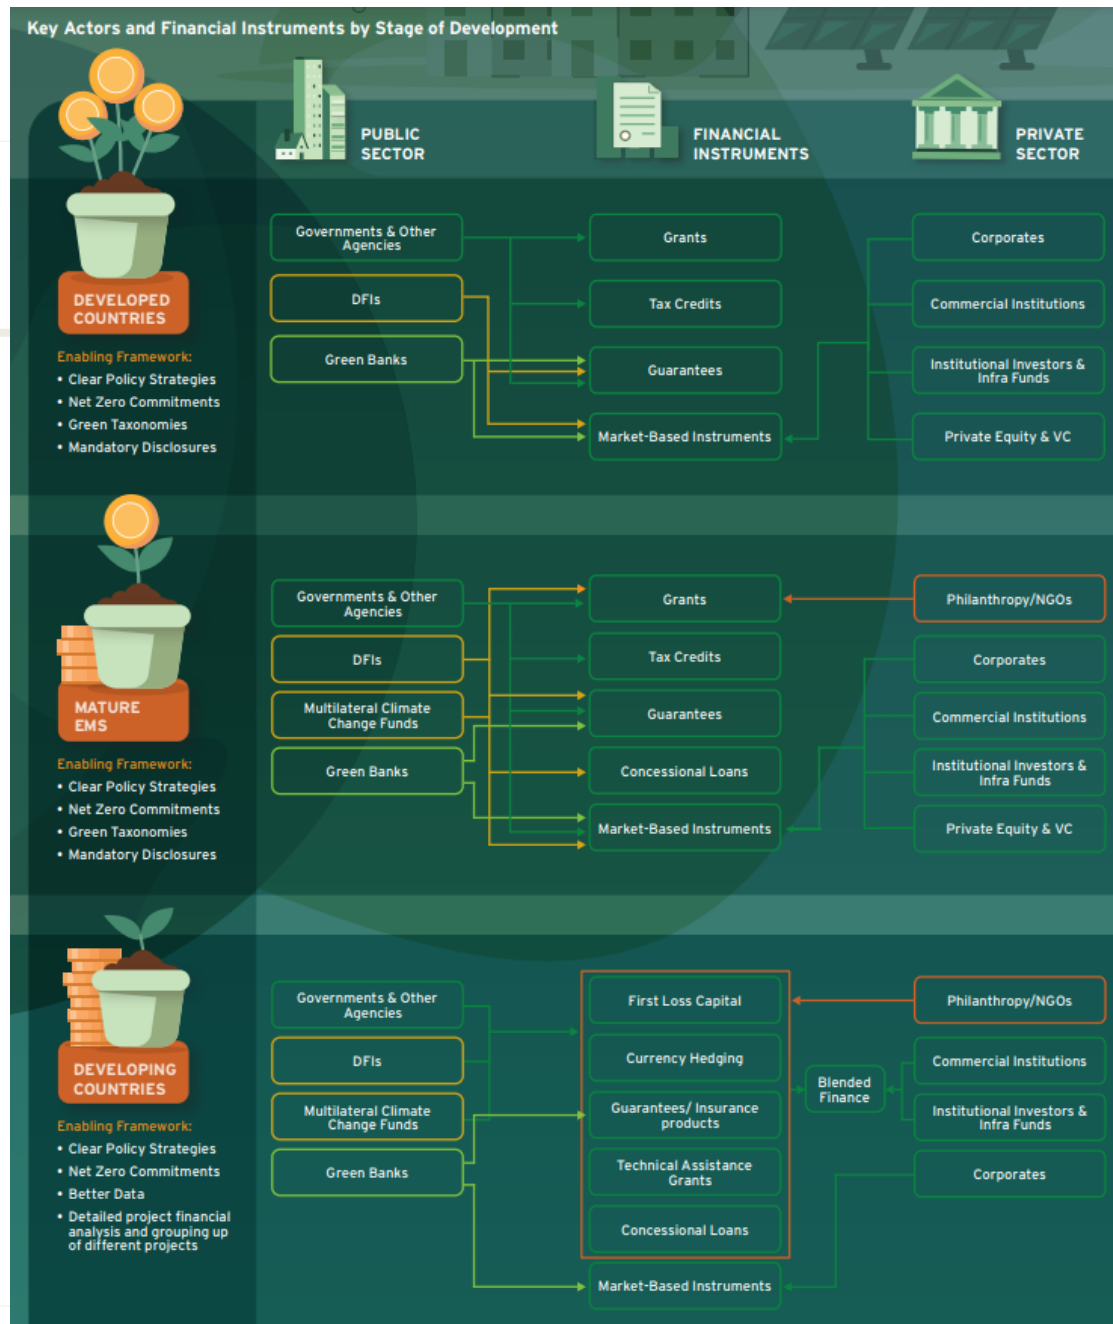 Key Actors and Financial Instruments by Stage of Development
PUBLIC
SECTOR
FINANCIAL
INSTRUMENTS
PRIVATE
SECTOR
DEVELOPED
COUNTRIES
Enabling Framework:
• Clear Policy Strategies
• Net Zero Commitments
• Green Taxonomies
• Mandatory Disclosures
Governments & Other
Agencies
DFIs
Green Banks
Grants
Tax Credits
Guarantees
Market-Based Instruments
Corporates
Commercial Institutions
Institutional Investors &
Infra Funds
Private Equity & VC
MATURE
EMS
Enabling Framework:
• Clear Policy Strategies
• Net Zero Commitments
• Green Taxonomies
• Mandatory Disclosures
Governments & Other
Agencies
DFIs
Multilateral Climate
Change Funds
Green Banks
Grants
Tax Credits
Guarantees
Concessional Loans
Market-Based Instruments
Philanthropy/NGOs
Corporates
Commercial Institutions
Institutional Investors &
Infra Funds
Private Equity & VC
DEVELOPING
COUNTRIES
Enabling Framework:
• Clear Policy Strategies
• Net Zero Commitments
• Better Data
• Detailed project financial
analysis and grouping up
of different projects
Governments & Other
Agencies
DFIs
Multilateral Climate
Change Funds
Green Banks
First Loss Capital
Currency Hedging
Guarantees/ Insurance
products
Technical Assistance
Grants
Concessional Loans
Market-Based Instruments
Blended
Finance
Philanthropy/NGOs
Commercial Institutions
Institutional Investors &
Infra Funds
Corporates